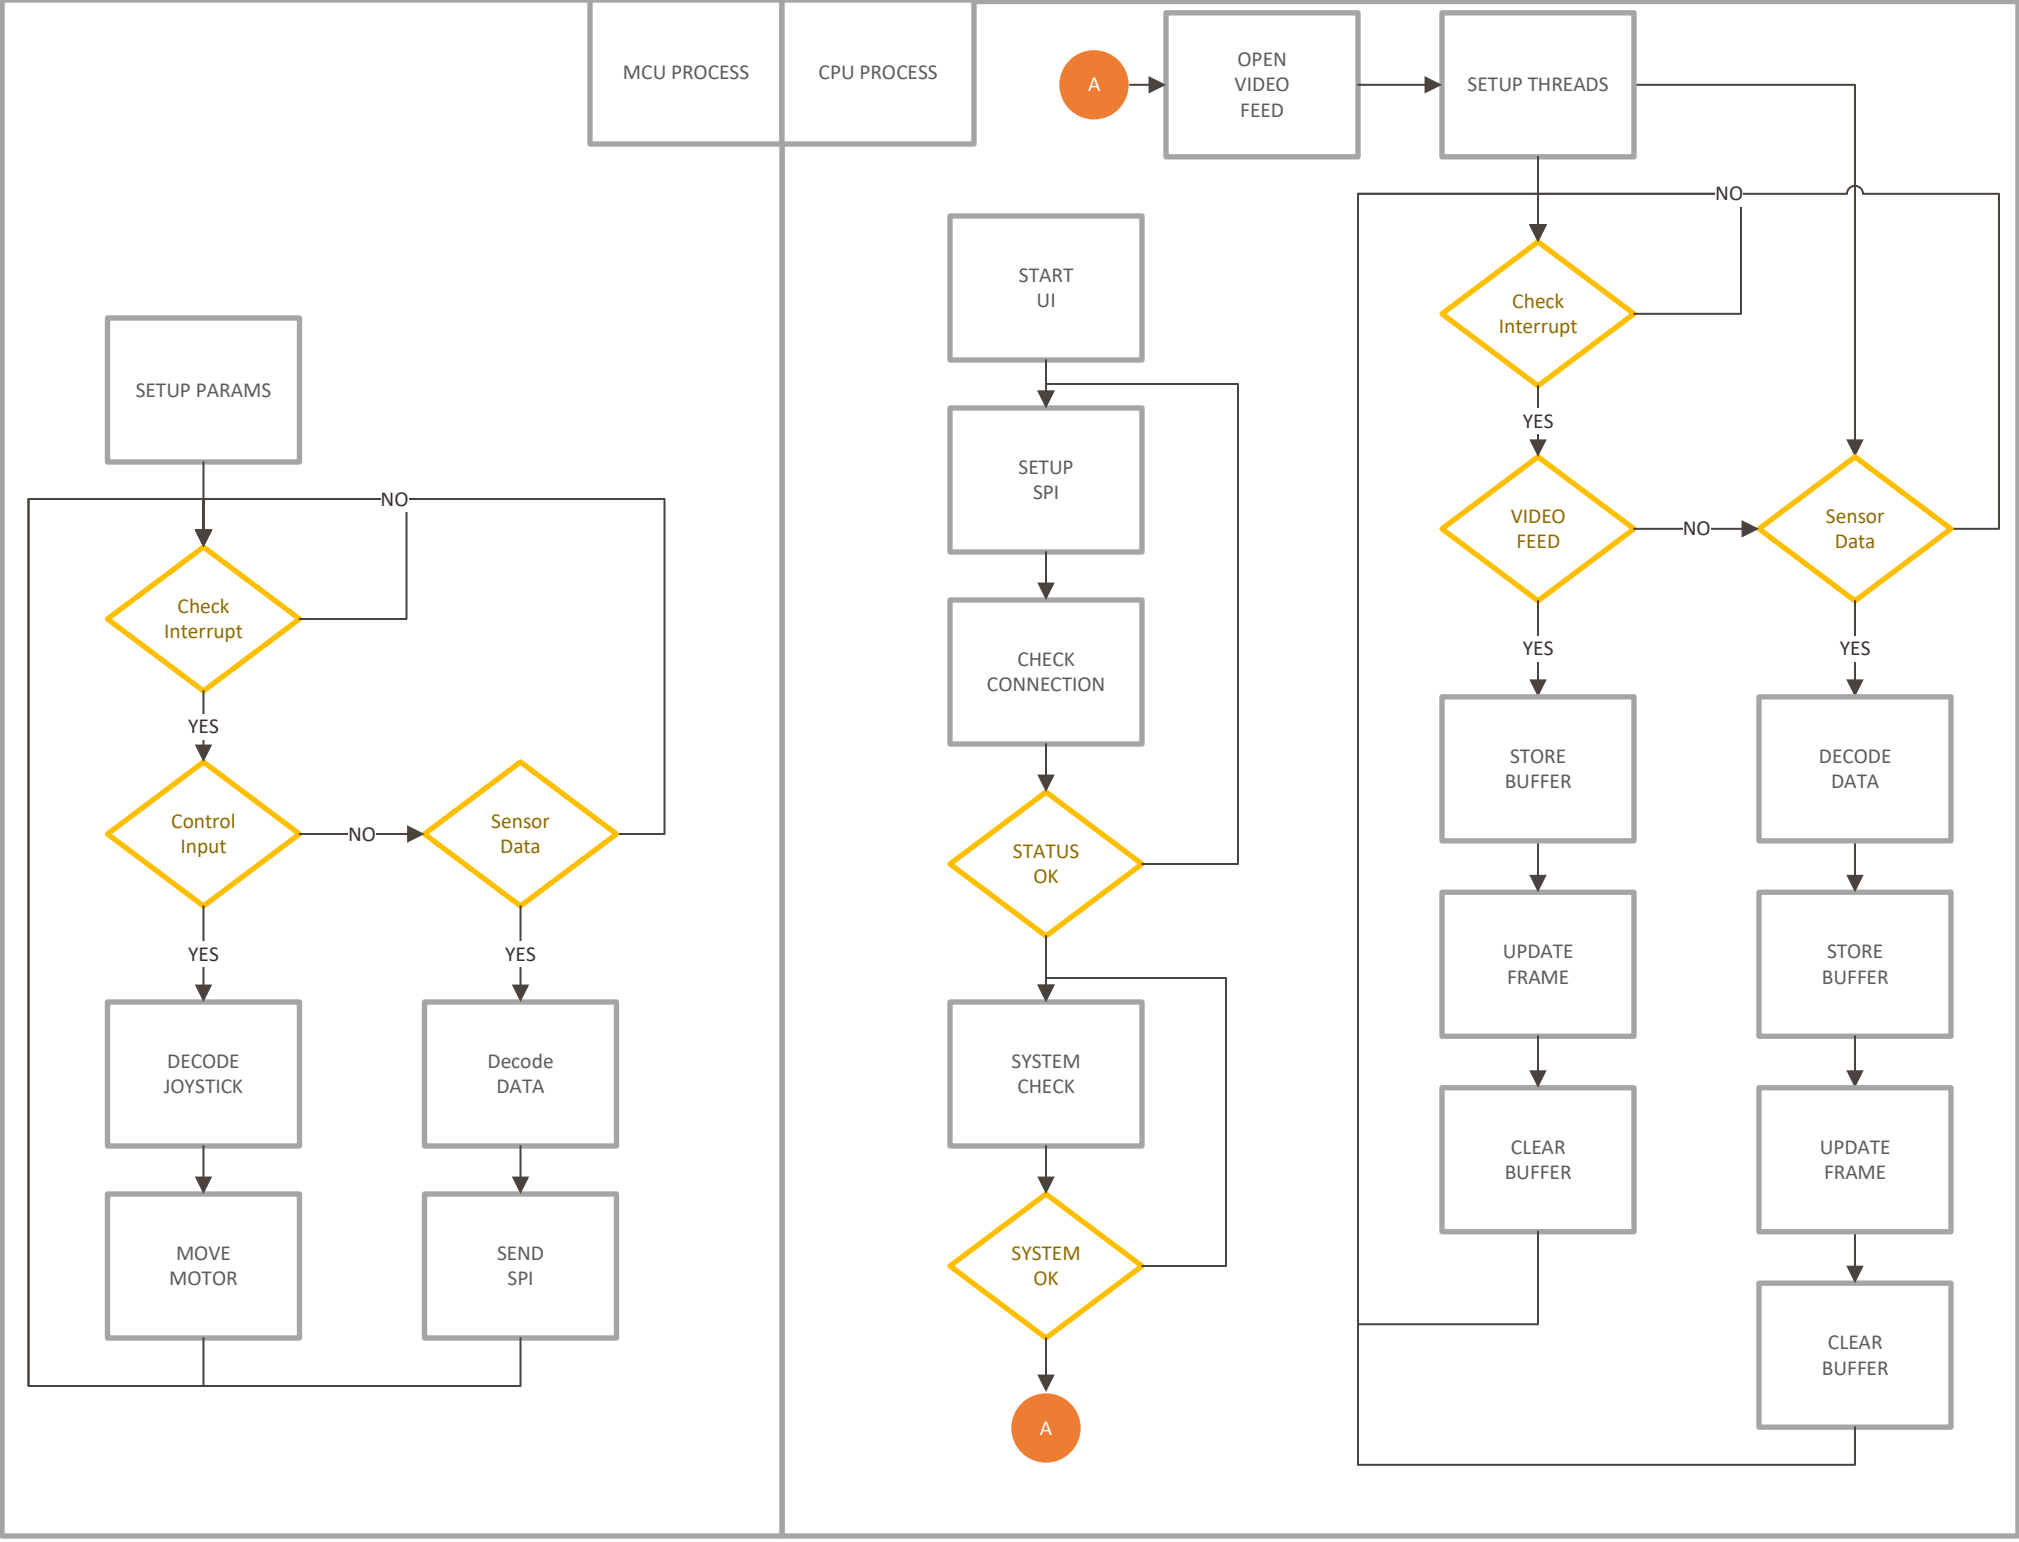 MCU PROCESS
CPU PROCESS
SETUP PARAMS
NO
Check
Interrupt
YES
Control
Input
NO
Sensor
Data
YES
YES
DECODE
JOYSTICK
Decode
DATA
MOVE
MOTOR
SEND
SPI
START
UI
SETUP
SPI
CHECK
CONNECTION
STATUS
OK
SYSTEM
CHECK
SYSTEM
OK
A
A
OPEN
VIDEO
FEED
SETUP THREADS
NO
Check
Interrupt
YES
VIDEO
FEED
NO
Sensor
Data
YES
YES
STORE
BUFFER
DECODE
DATA
UPDATE
FRAME
STORE
BUFFER
CLEAR
BUFFER
UPDATE
FRAME
CLEAR
BUFFER